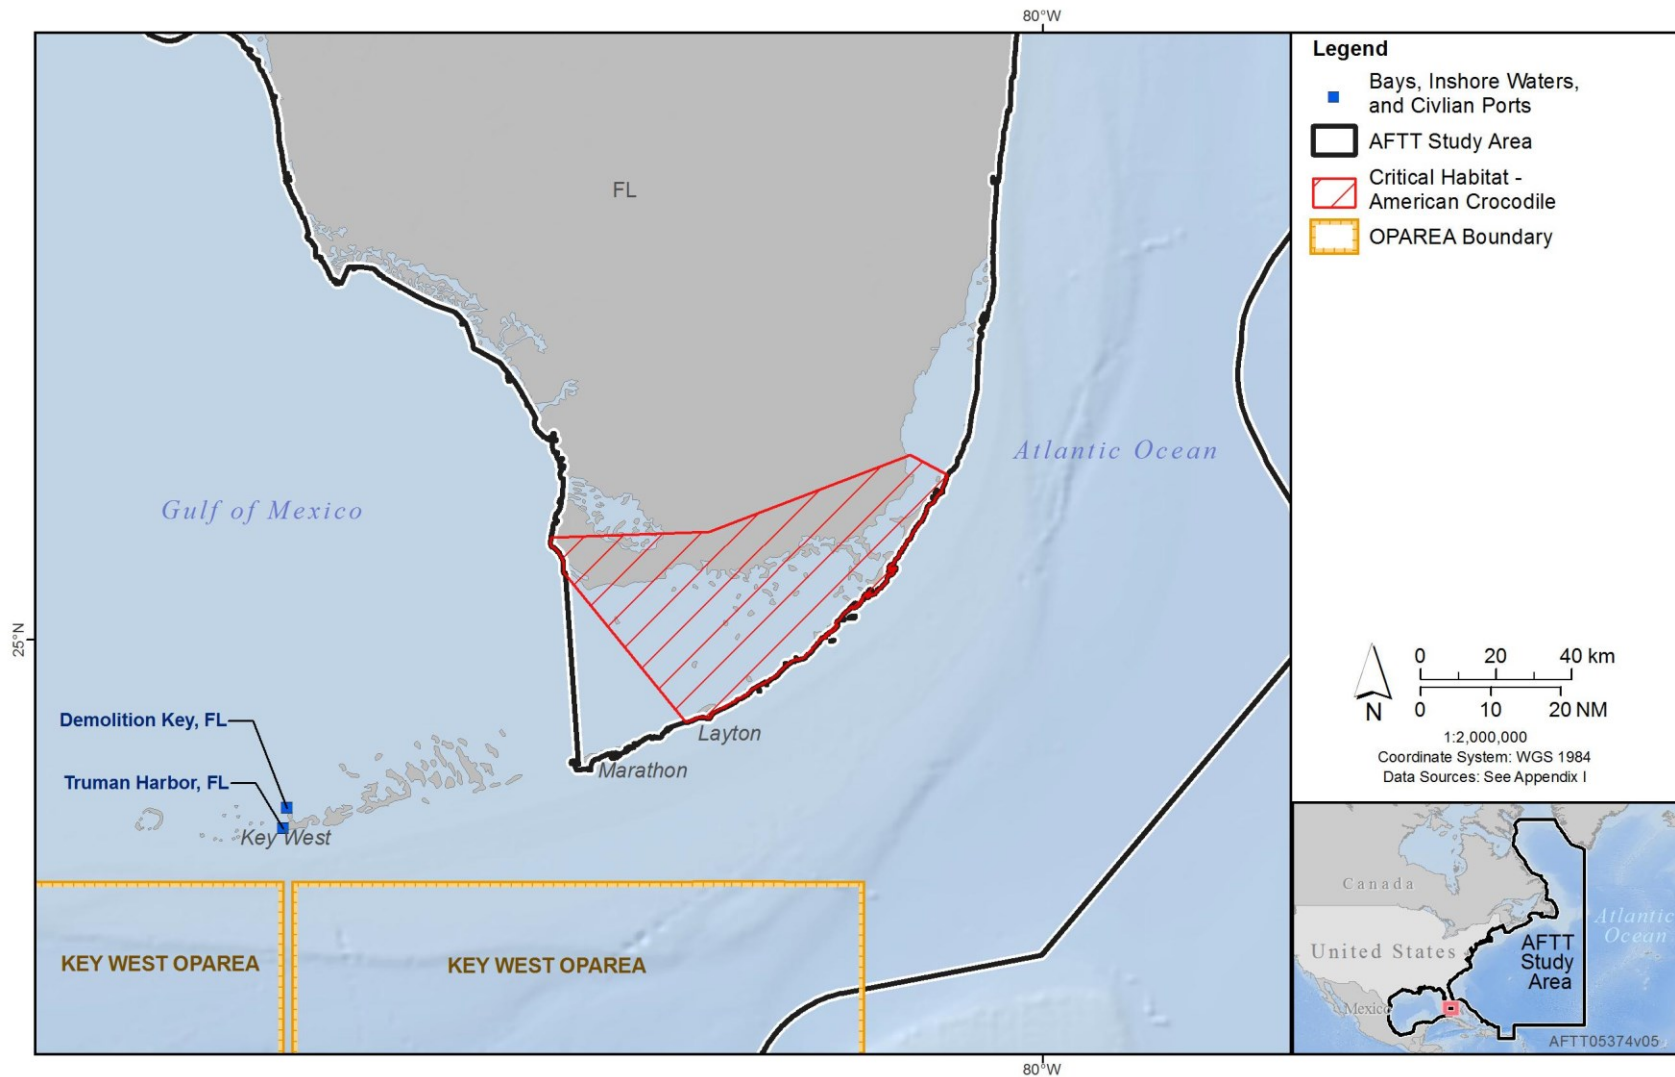 80°W
Legend
Bays, Inshore Waters,
and Civlian Ports
AFTT Study Area
Critical Habitat -
American Crocodile
OPAREA Boundary
FL
Atlantic Ocean
Gulf of Mexico
25°N
Demolition Key, FL
Layton
Marathon
Truman Harbor, FL
Key West
KEY WEST OPAREA
KEY WEST OPAREA
0 20 40 km
0 10 20 NM
N
1:2,000,000
Coordinate System: WGS 1984
Data Sources: See Appendix I
Canada
Atlantic
Ocean
United States
AFTT
Study
Area
Mexico
AFTT05374v05
80°W